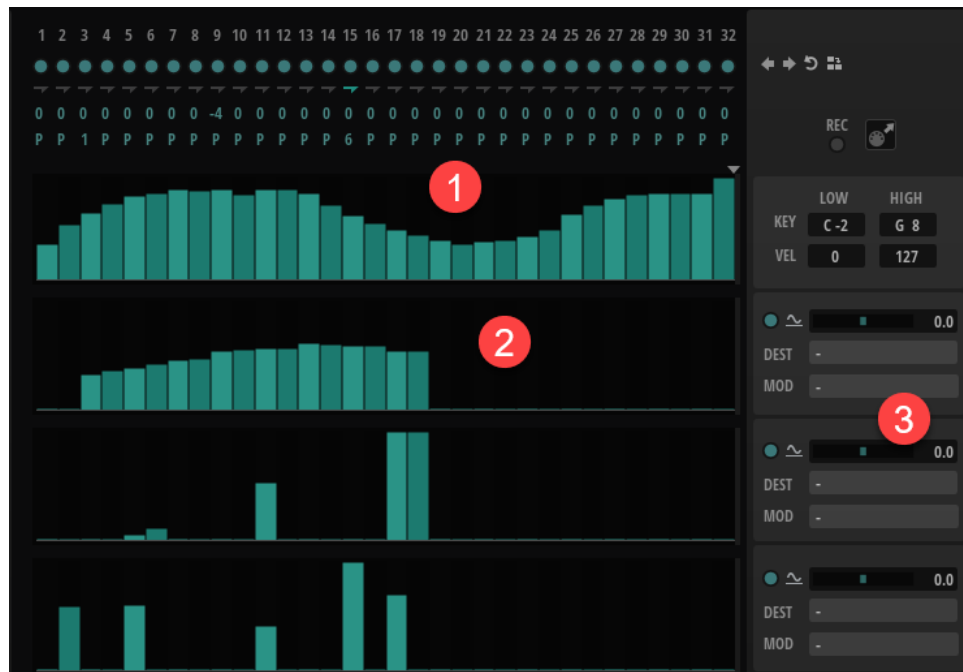 1 2 3 4 5 6 7 8 9 10 11 12 13 14 15 16 17 18 19 20 21 22 23 24 25 26 27 28 29 30 31 32
0 0 0 0 0 0 0 0 -4 0 0 0 0 0 0 0 0 0 0 0 0 0 0 0 0 0 0 0 0 0 0 0
P P 1 P P P P P P P P P P P 6 P P P P P P P P P P P P P P P P P
REC
1
LOW HIGH
KEY C -2 G 8
VEL 0 127
2
0.0
DEST -
MOD -
3
0.0
DEST -
MOD -
0.0
DEST -
MOD -